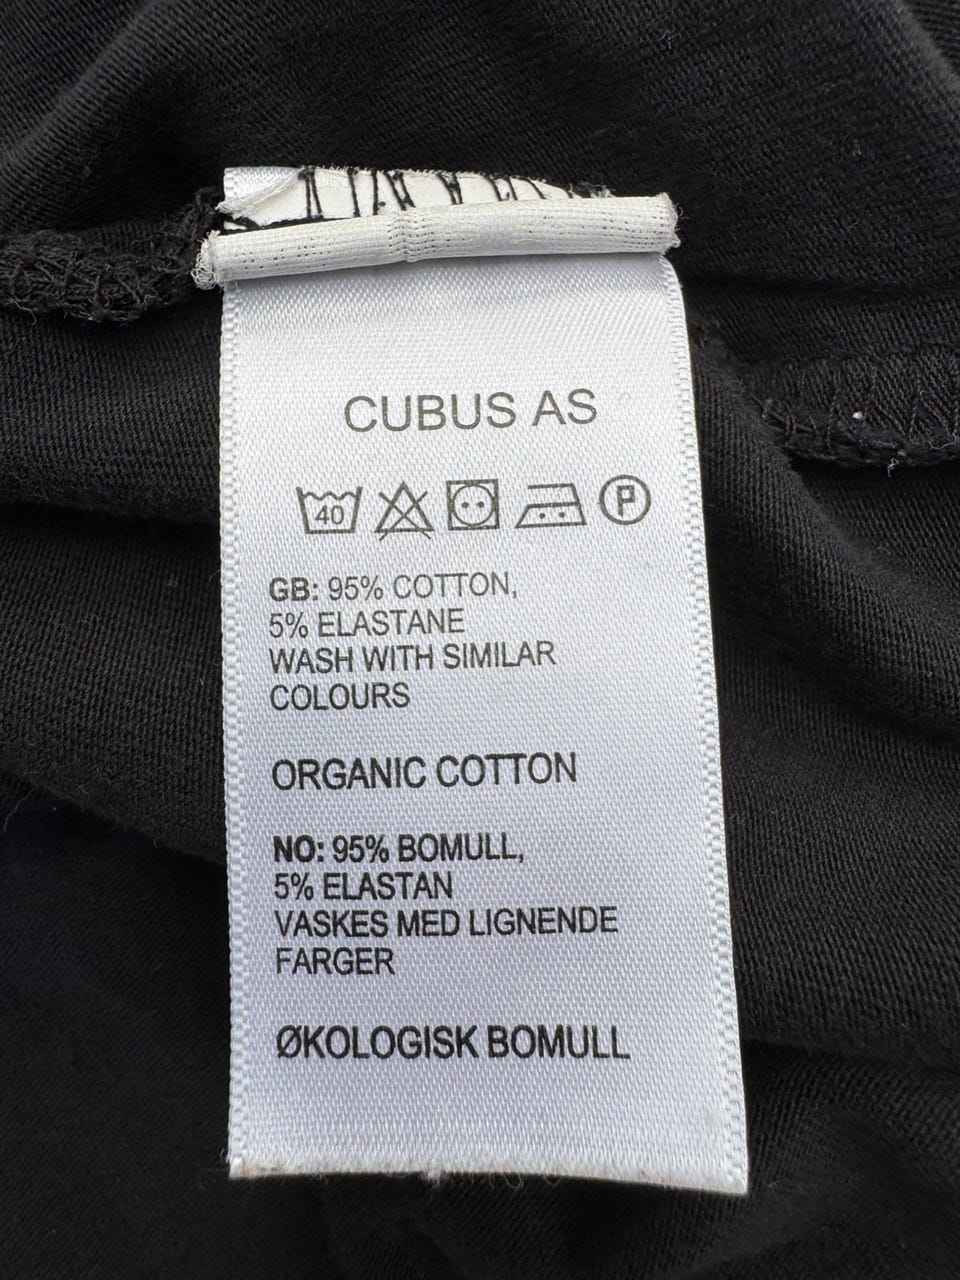 CUBUS AS
40 P
GB: 95% COTTON,
5% ELASTANE
WASH WITH SIMILAR
COLOURS
ORGANIC COTTON
NO: 95% BOMULL,
5% ELASTAN
VASKES MED LIGNENDE
FARGER
ØKOLOGISK BOMULL